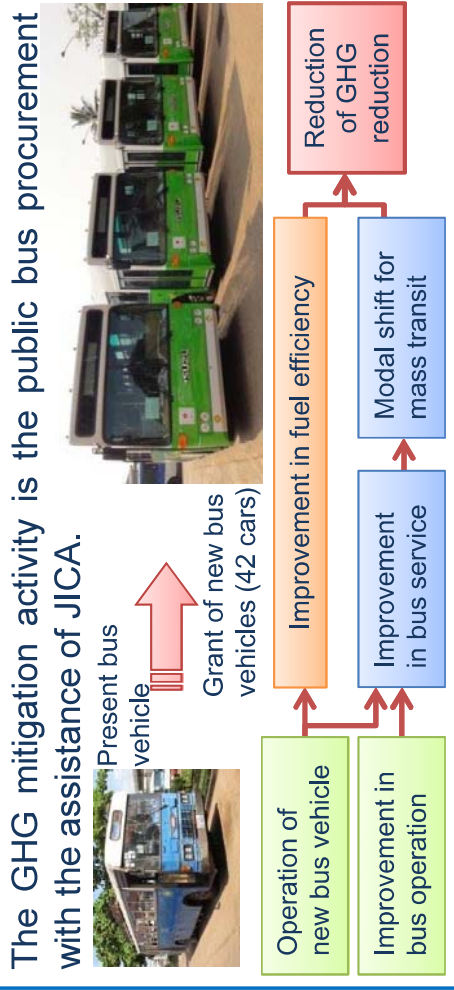 The GHG mitigation activity is the public bus procurement
with the assistance of JICA.
Present bus
vehicle
Grant of new bus
vehicles (42 cars)
Operation of
new bus vehicle
Improvement in
bus operation
Improvement in fuel efficiency
Improvement
in bus service
Modal shift for
mass transit
Reduction
of GHG
reduction
ISUZU